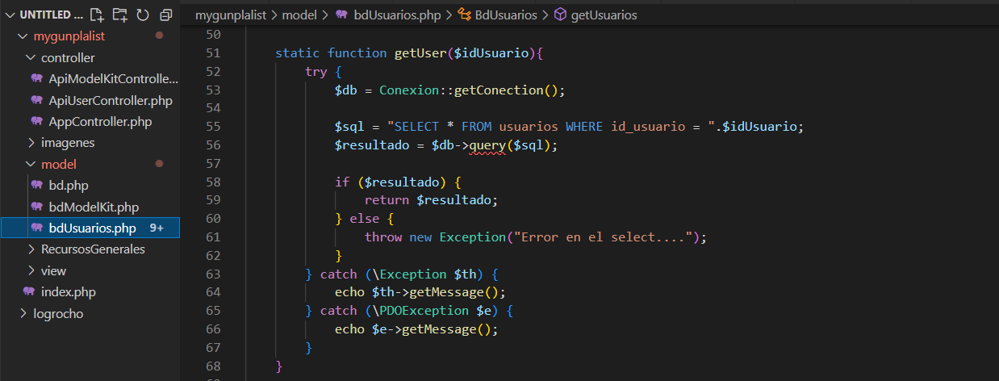 UNTITLED ...
mygunplalist
controller
ApiModelKitControlle...
ApiUserController.php
AppController.php
imagenes
model
bd.php
bdModelKit.php
bdUsuarios.php 9+
RecursosGenerales
view
index.php
logrocho
mygunplalist > model > bdUsuarios.php > BdUsuarios > getUsuarios
50
51 static function getUser($idUsuario){
52 try {
53 $db = Conexion::getConection();
54
55 $sql = "SELECT * FROM usuarios WHERE id_usuario = ".$idUsuario;
56 $resultado = $db->query($sql);
57
58 if ($resultado) {
59 return $resultado;
60 } else {
61 throw new Exception("Error en el select....");
62 }
63 } catch (\Exception $th) {
64 echo $th->getMessage();
65 } catch (\PDOException $e) {
66 echo $e->getMessage();
67 }
68 }